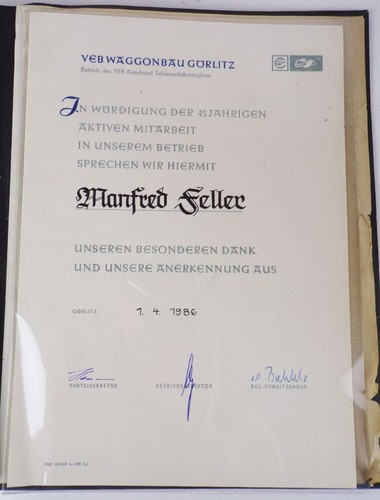 VEB WAGGONBAU GÖRLITZ
Betrieb des VEB Kombinat Schienenfahrzeugbau
IN WÜRDIGUNG DER 45JÄHRIGEN
AKTIVEN MITARBEIT
IN UNSEREM BETRIEB
SPRECHEN WIR HIERMIT
Manfred Feller
UNSEREN BESONDEREN DANK
UND UNSERE ANERKENNUNG AUS
GÖRLITZ 1. 4. 1986
PARTEISEKRETÄR BETRIEBSDIREKTOR BGL-VORSITZENDER